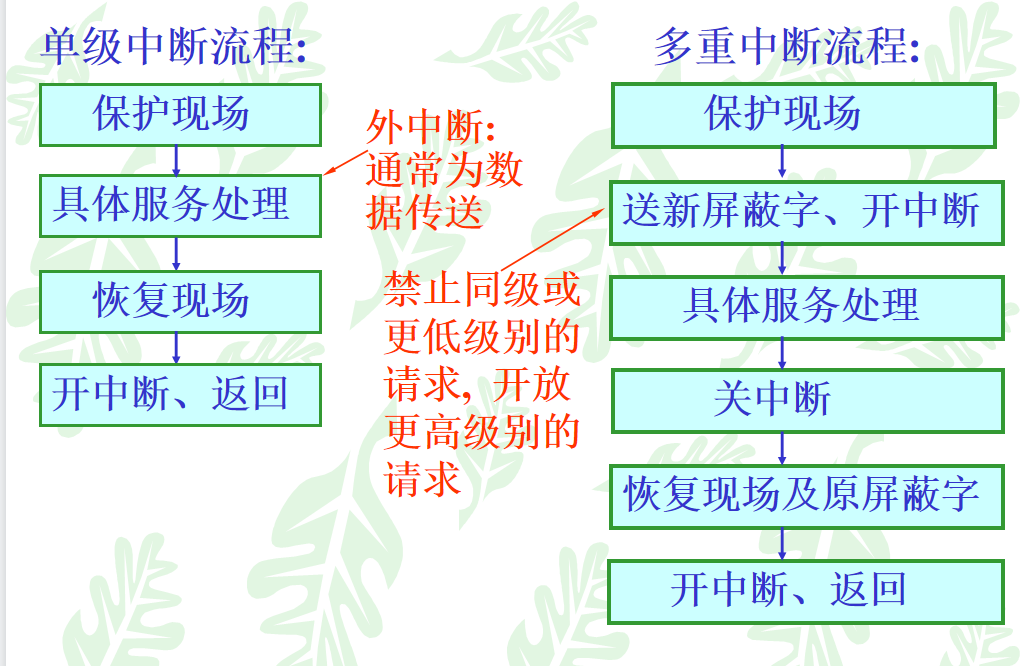 单级中断流程:
保护现场
具体服务处理
恢复现场
开中断、返回
外中断:
通常为数
据传送
多重中断流程:
保护现场
送新屏蔽字、开中断
具体服务处理
关中断
恢复现场及原屏蔽字
开中断、返回
禁止同级或
更低级别的
请求, 开放
更高级别的
请求